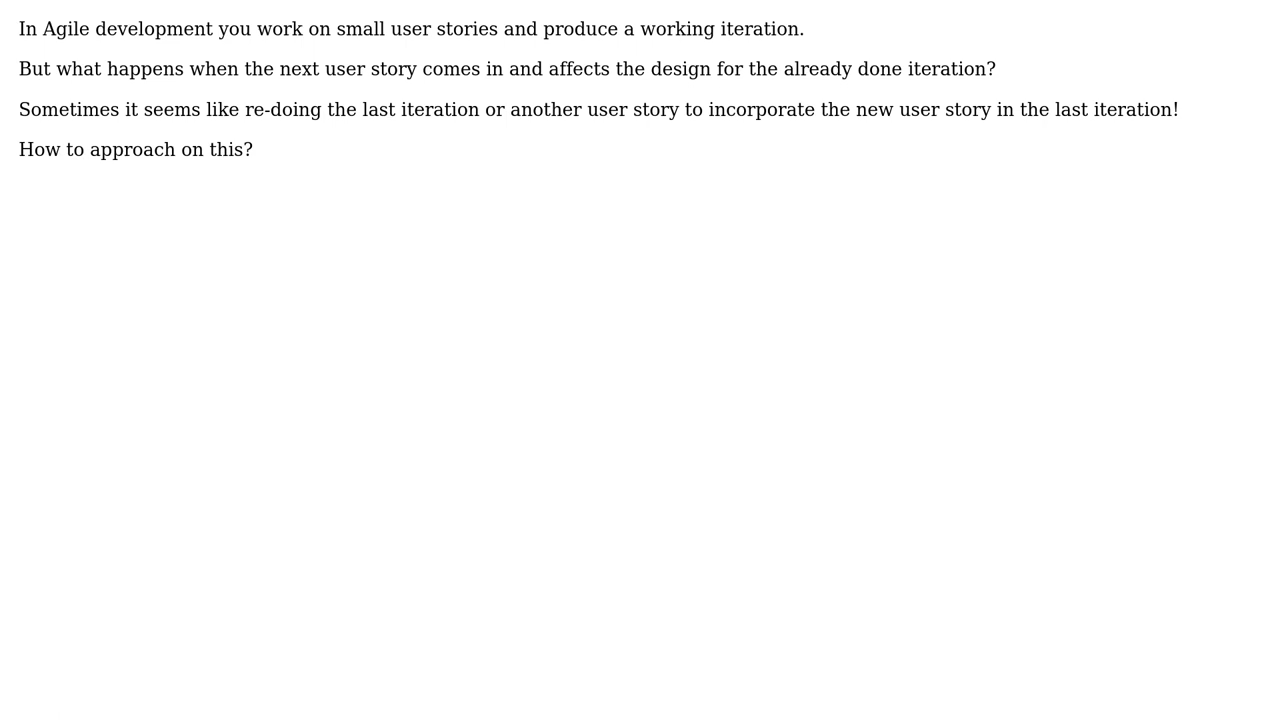 In Agile development you work on small user stories and produce a working iteration.
But what happens when the next user story comes in and affects the design for the already done iteration?
Sometimes it seems like re-doing the last iteration or another user story to incorporate the new user story in the last iteration!
How to approach on this?